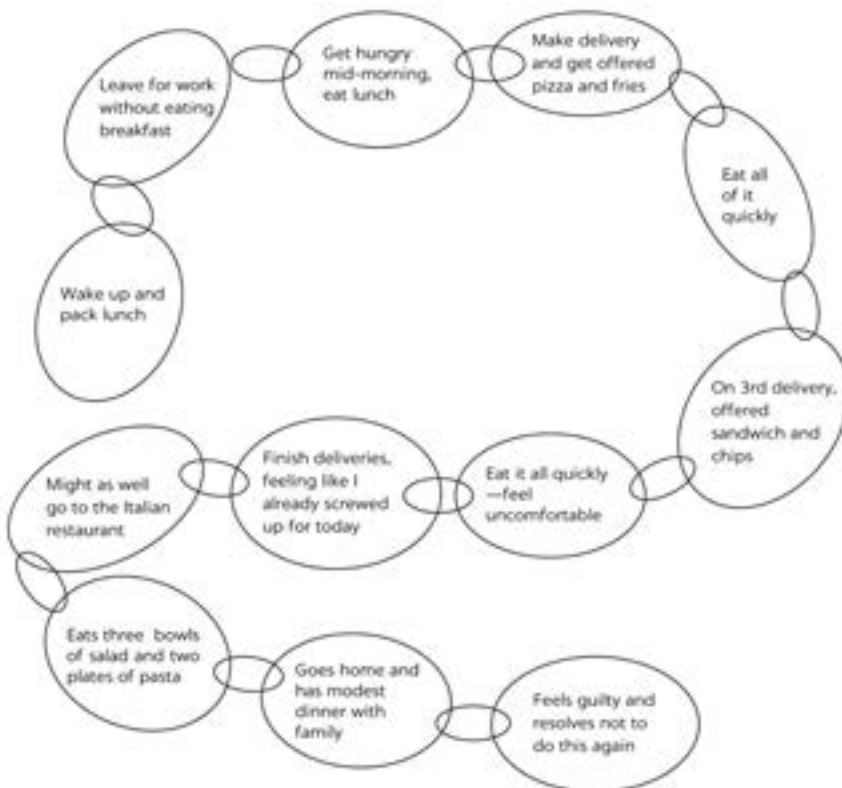 Wake up and
pack lunch
Leave for work
without eating
breakfast
Get hungry
mid-morning,
eat lunch
Make delivery
and get offered
pizza and fries
Eat all
of it
quickly
On 3rd delivery,
offered
sandwich and
chips
Eat it all quickly
—feel
uncomfortable
Finish deliveries,
feeling like I
already screwed
up for today
Might as well
go to the Italian
restaurant
Eats three bowls
of salad and two
plates of pasta
Goes home and
has modest
dinner with
family
Feels guilty and
resolves not to
do this again